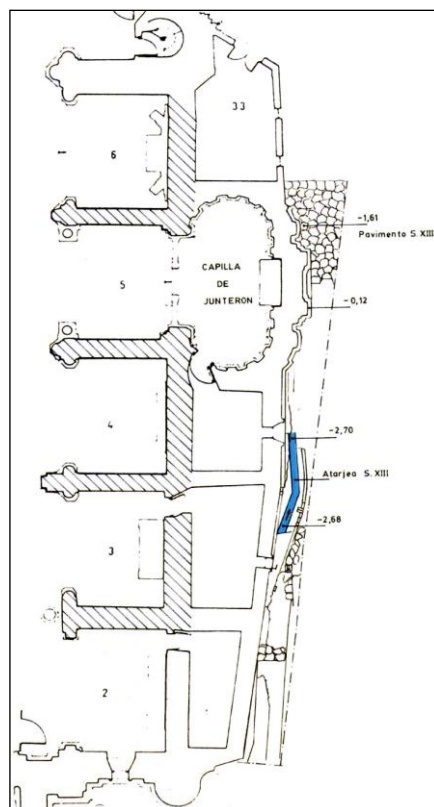 33
6
-1,61
Pavimento S. XIII
CAPILLA
DE
JUNTERON
5
-0,12
4
-2,70
Atarjea S. XIII
-2,68
3
2